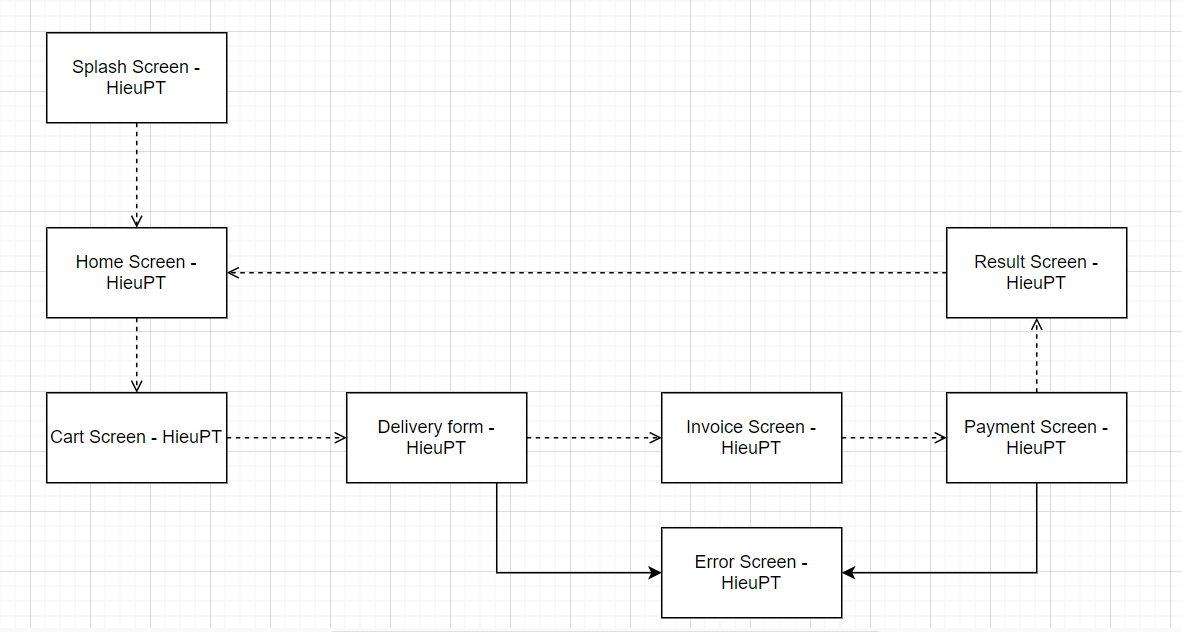 Splash Screen -
HieuPT
Home Screen -
HieuPT
Result Screen -
HieuPT
Cart Screen - HieuPT
Delivery form -
HieuPT
Invoice Screen -
HieuPT
Payment Screen -
HieuPT
Error Screen -
HieuPT